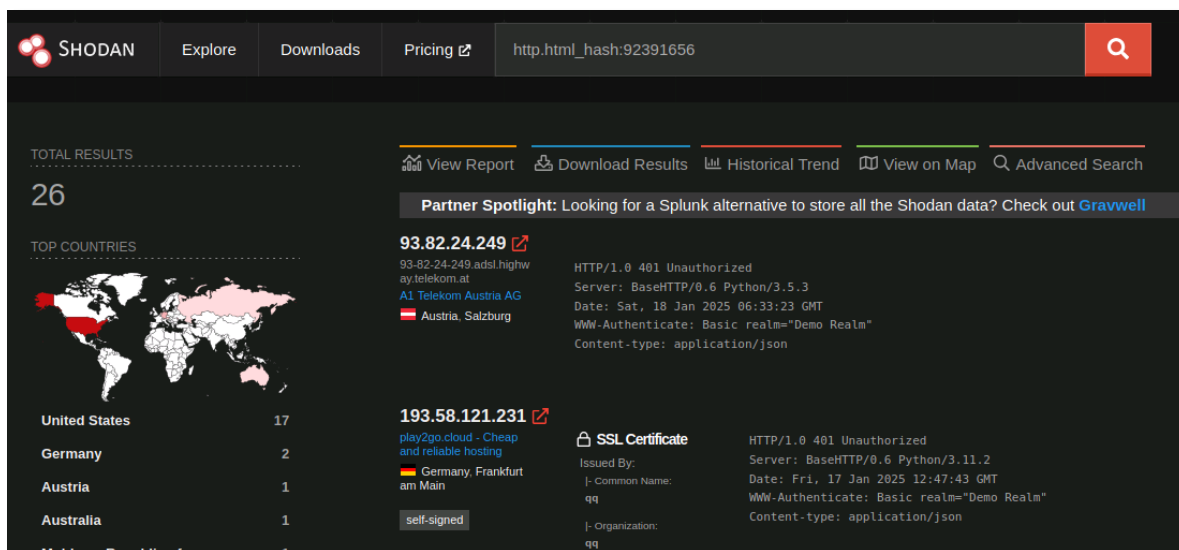 SHODAN Explore Downloads Pricing http.html_hash:92391656
TOTAL RESULTS
26
TOP COUNTRIES
United States 17
Germany 2
Austria 1
Australia 1
View Report Download Results Historical Trend View on Map Advanced Search
Partner Spotlight: Looking for a Splunk alternative to store all the Shodan data? Check out Gravwell
93.82.24.249
93-82-24-249.adsl.highw
ay.telekom.at
A1 Telekom Austria AG
Austria, Salzburg
HTTP/1.0 401 Unauthorized
Server: BaseHTTP/0.6 Python/3.5.3
Date: Sat, 18 Jan 2025 06:33:23 GMT
WWW-Authenticate: Basic realm="Demo Realm"
Content-type: application/json
193.58.121.231
play2go.cloud - Cheap
and reliable hosting
Germany, Frankfurt
am Main
self-signed
SSL Certificate
Issued By:
|- Common Name:
qq
|- Organization:
qq
HTTP/1.0 401 Unauthorized
Server: BaseHTTP/0.6 Python/3.11.2
Date: Fri, 17 Jan 2025 12:47:43 GMT
WWW-Authenticate: Basic realm="Demo Realm"
Content-type: application/json